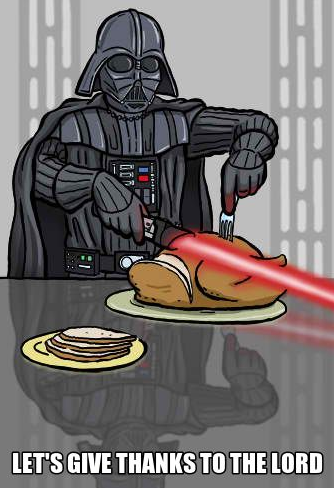 LET'S GIVE THANKS TO THE LORD